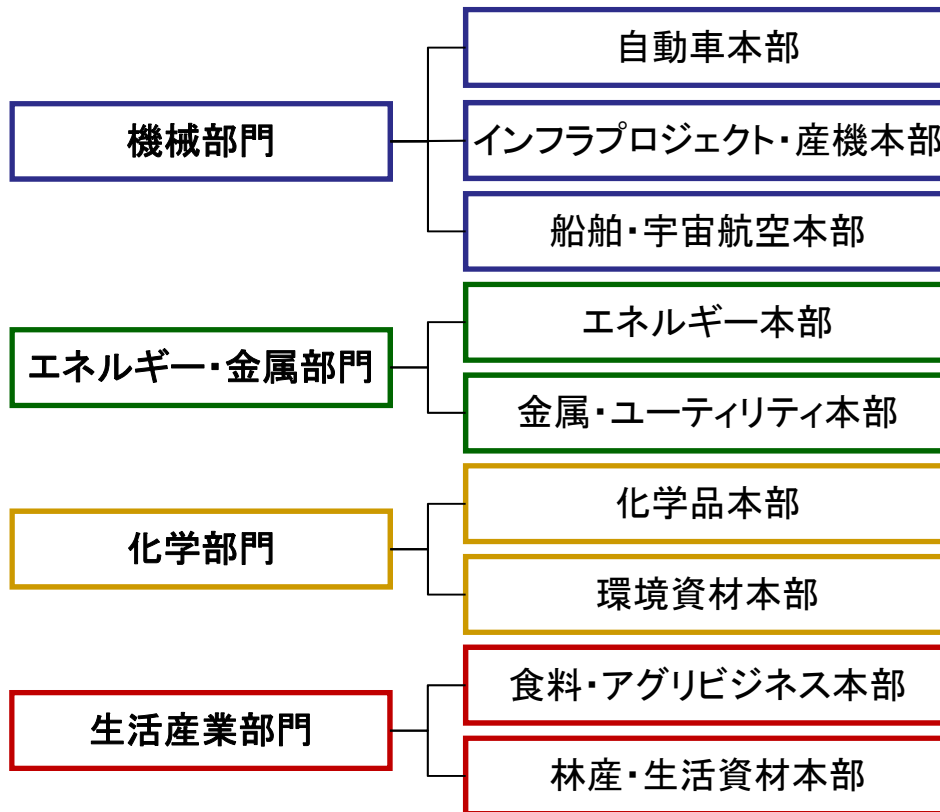 機械部門
自動車本部
インフラプロジェクト・産機本部
船舶・宇宙航空本部
エネルギー・金属部門
エネルギー本部
金属・ユーティリティ本部
化学部門
化学品本部
環境資材本部
生活産業部門
食料・アグリビジネス本部
林産・生活資材本部